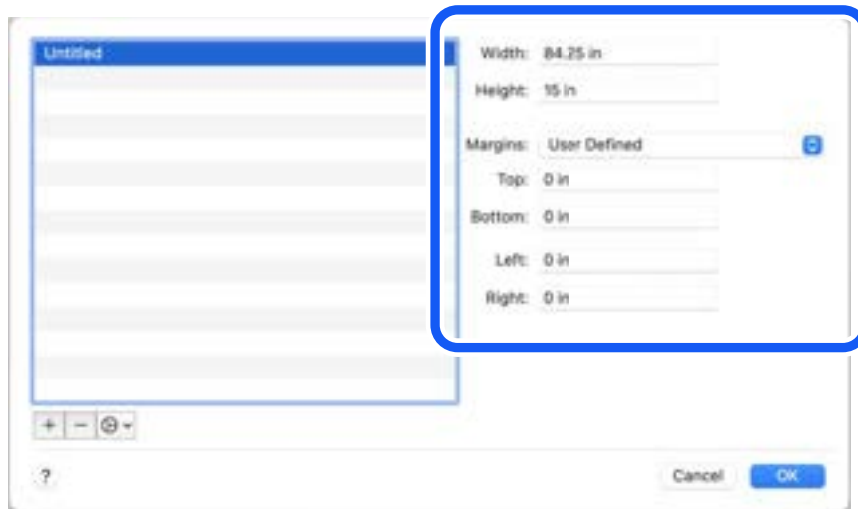 Untitled
Width: 84.25 in
Height: 15 in
Margins: User Defined
Top: 0 in
Bottom: 0 in
Left: 0 in
Right: 0 in
+ -
?
Cancel OK